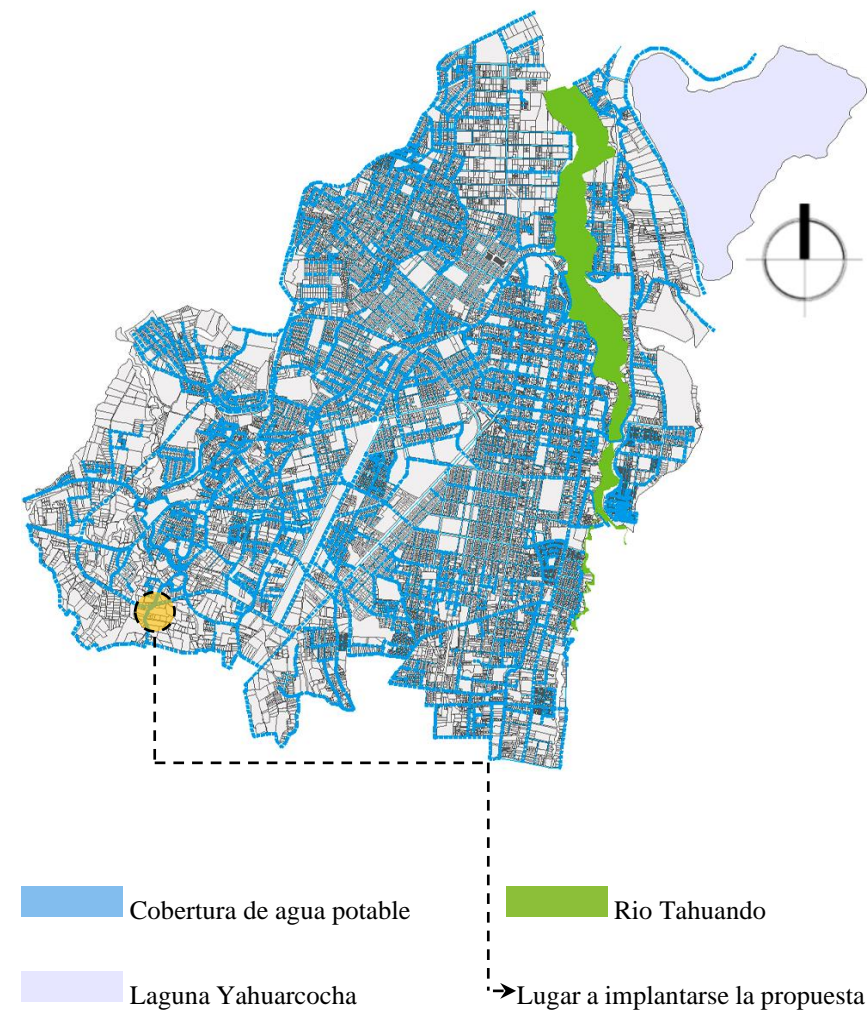 Cobertura de agua potable
Rio Tahuando
Laguna Yahuarcocha
Lugar a implantarse la propuesta